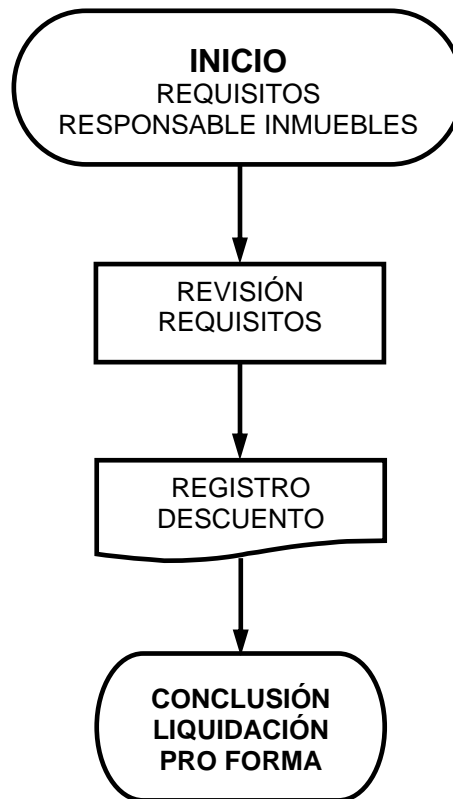 INICIO
REQUISITOS
RESPONSABLE INMUEBLES
REVISIÓN
REQUISITOS
REGISTRO
DESCUENTO
CONCLUSIÓN
LIQUIDACIÓN
PRO FORMA